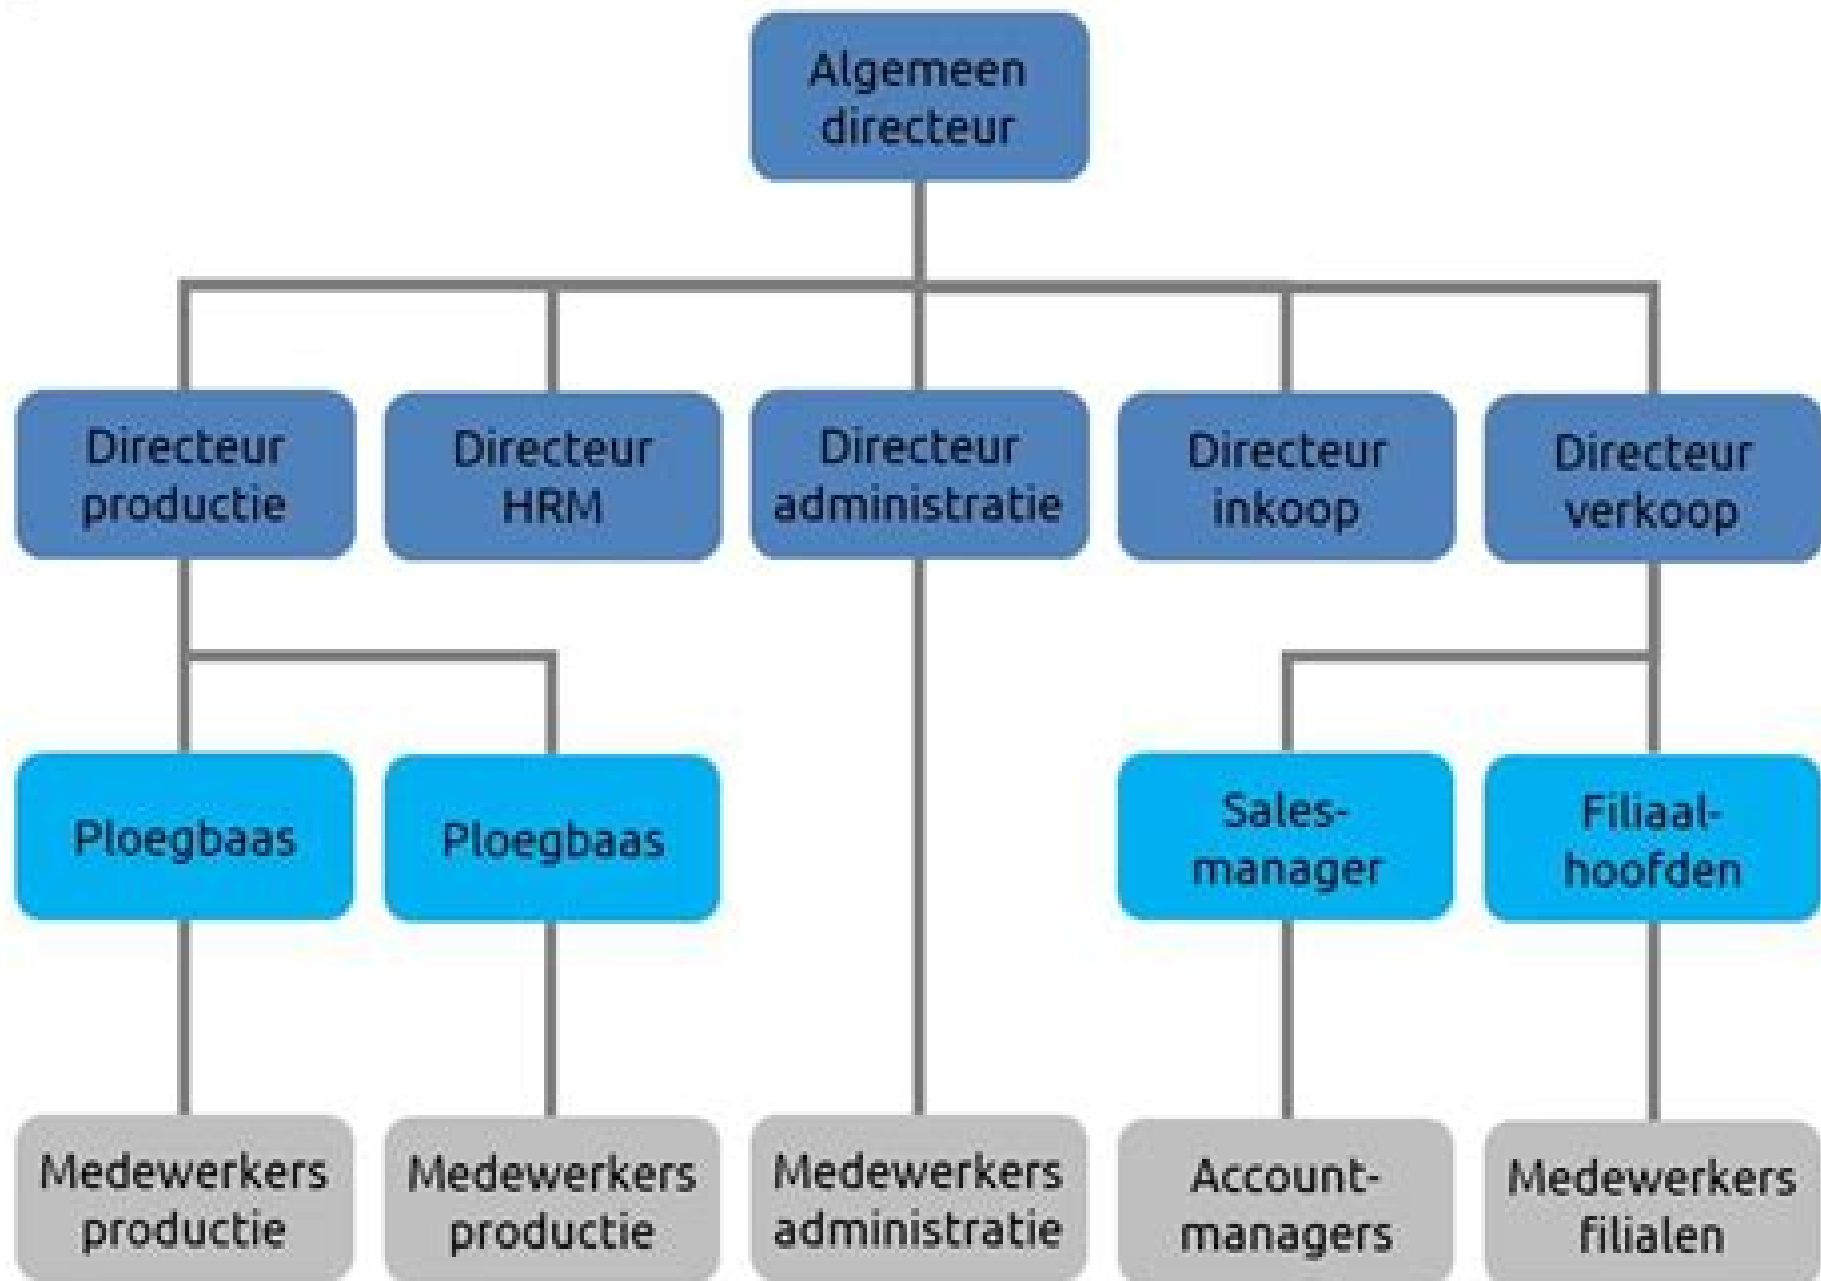 Algemeen
directeur
Directeur
productie
Directeur
HRM
Directeur
administratie
Directeur
inkoop
Directeur
verkoop
Ploegbaas
Ploegbaas
Sales-
manager
Filiaal-
hoofden
Medewerkers
productie
Medewerkers
productie
Medewerkers
administratie
Account-
managers
Medewerkers
filialen